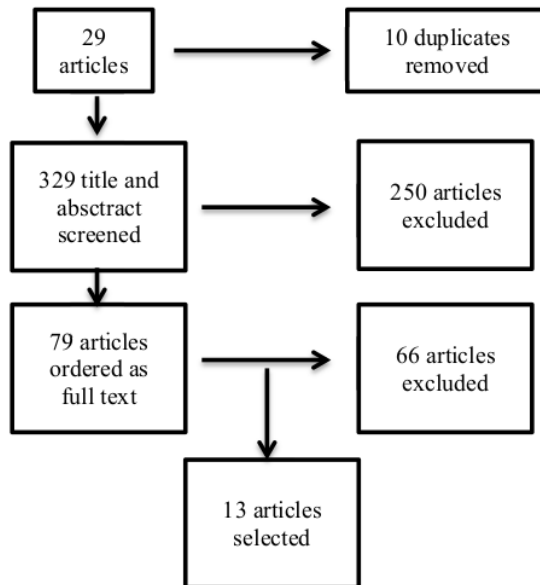 29
articles
10 duplicates
removed
329 title and
absctract
screened
250 articles
excluded
79 articles
ordered as
full text
66 articles
excluded
13 articles
selected